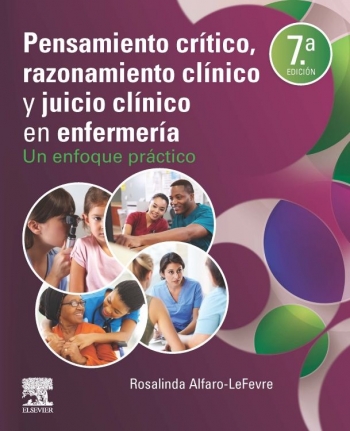 Pensamiento crítico,
razonamiento clínico
y juicio clínico
en enfermería
Un enfoque práctico
7.ª
EDICIÓN
Rosalinda Alfaro-LeFevre
ELSEVIER